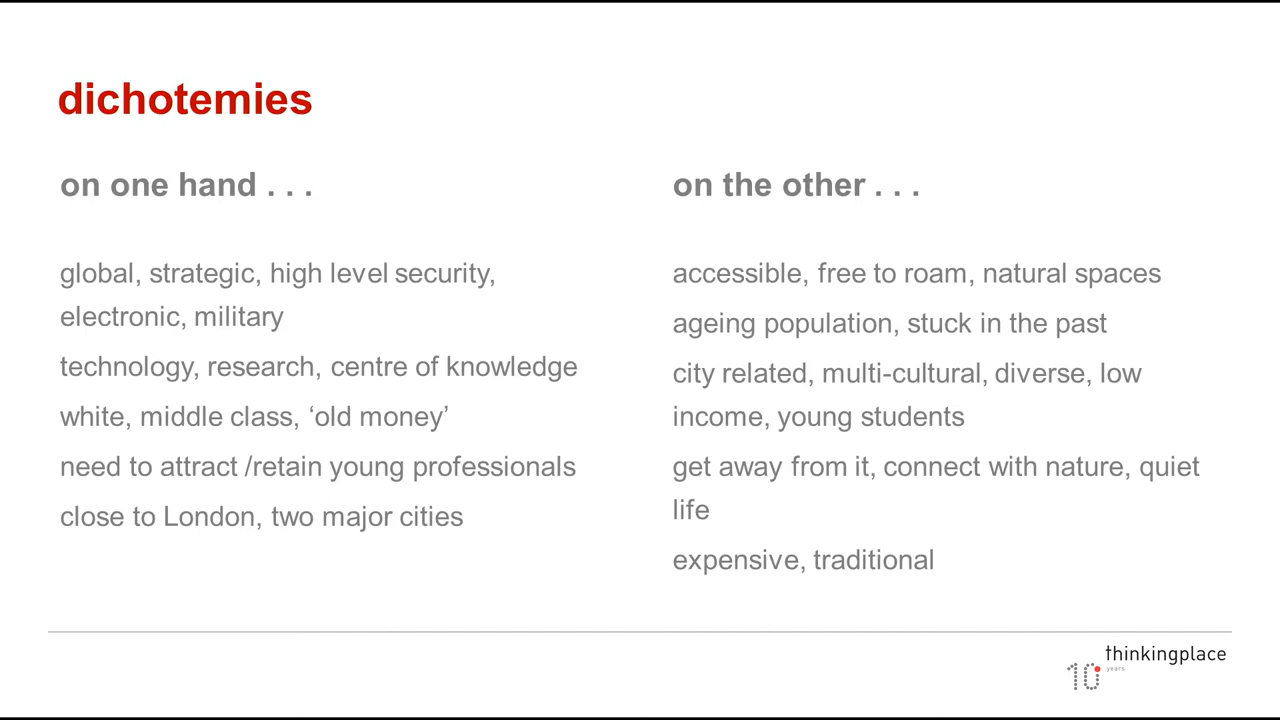 dichotemies
on one hand . . .
global, strategic, high level security,
electronic, military
technology, research, centre of knowledge
white, middle class, ‘old money’
need to attract /retain young professionals
close to London, two major cities
on the other . . .
accessible, free to roam, natural spaces
ageing population, stuck in the past
city related, multi-cultural, diverse, low
income, young students
get away from it, connect with nature, quiet
life
expensive, traditional
thinkingplace
10 years